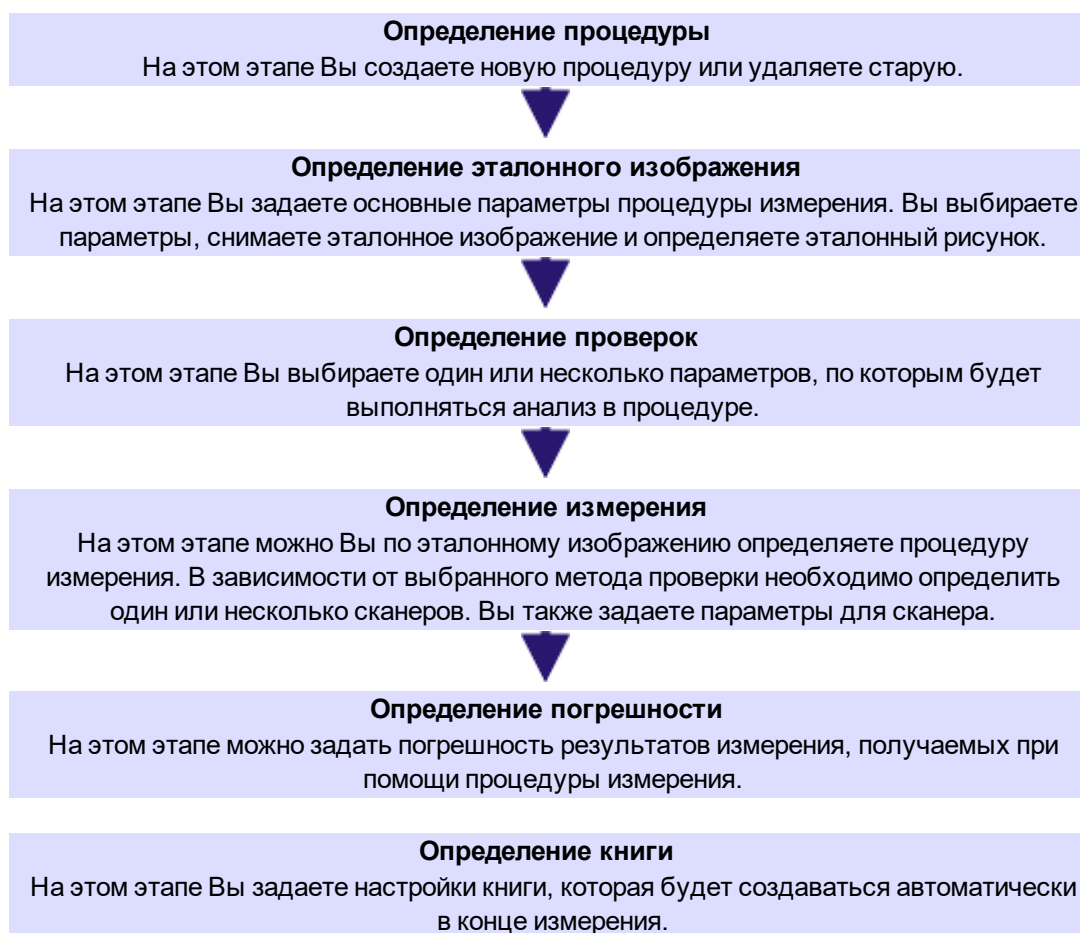 Определение процедуры
На этом этапе Вы создаете новую процедуру или удаляете старую.
Определение эталонного изображения
На этом этапе Вы задаете основные параметры процедуры измерения. Вы выбираете
параметры, снимаете эталонное изображение и определяете эталонный рисунок.
Определение проверок
На этом этапе Вы выбираете один или несколько параметров, по которым будет
выполняться анализ в процедуре.
Определение измерения
На этом этапе можно Вы по эталонному изображению определяете процедуру
измерения. В зависимости от выбранного метода проверки необходимо определить
один или несколько сканеров. Вы также задаете параметры для сканера.
Определение погрешности
На этом этапе можно задать погрешность результатов измерения, получаемых при
помощи процедуры измерения.
Определение книги
На этом этапе Вы задаете настройки книги, которая будет создаваться автоматически
в конце измерения.